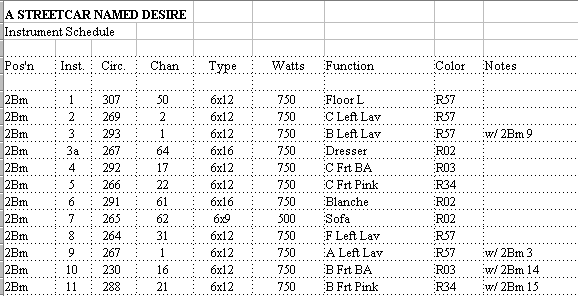 A STREETCAR NAMED DESIRE
Instrument Schedule
Pos'n Inst. Circ. Chan Type Watts Function Color Notes
2Bm 1 307 50 6x12 750 Floor L R57
2Bm 2 269 2 6x12 750 C Left Lav R57
2Bm 3 293 1 6x12 750 B Left Lav R57 w/ 2Bm 9
2Bm 3a 267 64 6x16 750 Dresser R02
2Bm 4 292 17 6x12 750 C Frt BA R03
2Bm 5 266 22 6x12 750 C Frt Pink R34
2Bm 6 291 61 6x16 750 Blanche R02
2Bm 7 265 62 6x9 500 Sofa R02
2Bm 8 264 31 6x12 750 F Left Lav R57
2Bm 9 267 1 6x12 750 A Left Lav R57 w/ 2Bm 3
2Bm 10 230 16 6x12 750 B Frt BA R03 w/ 2Bm 14
2Bm 11 288 21 6x12 750 B Frt Pink R34 w/ 2Bm 15